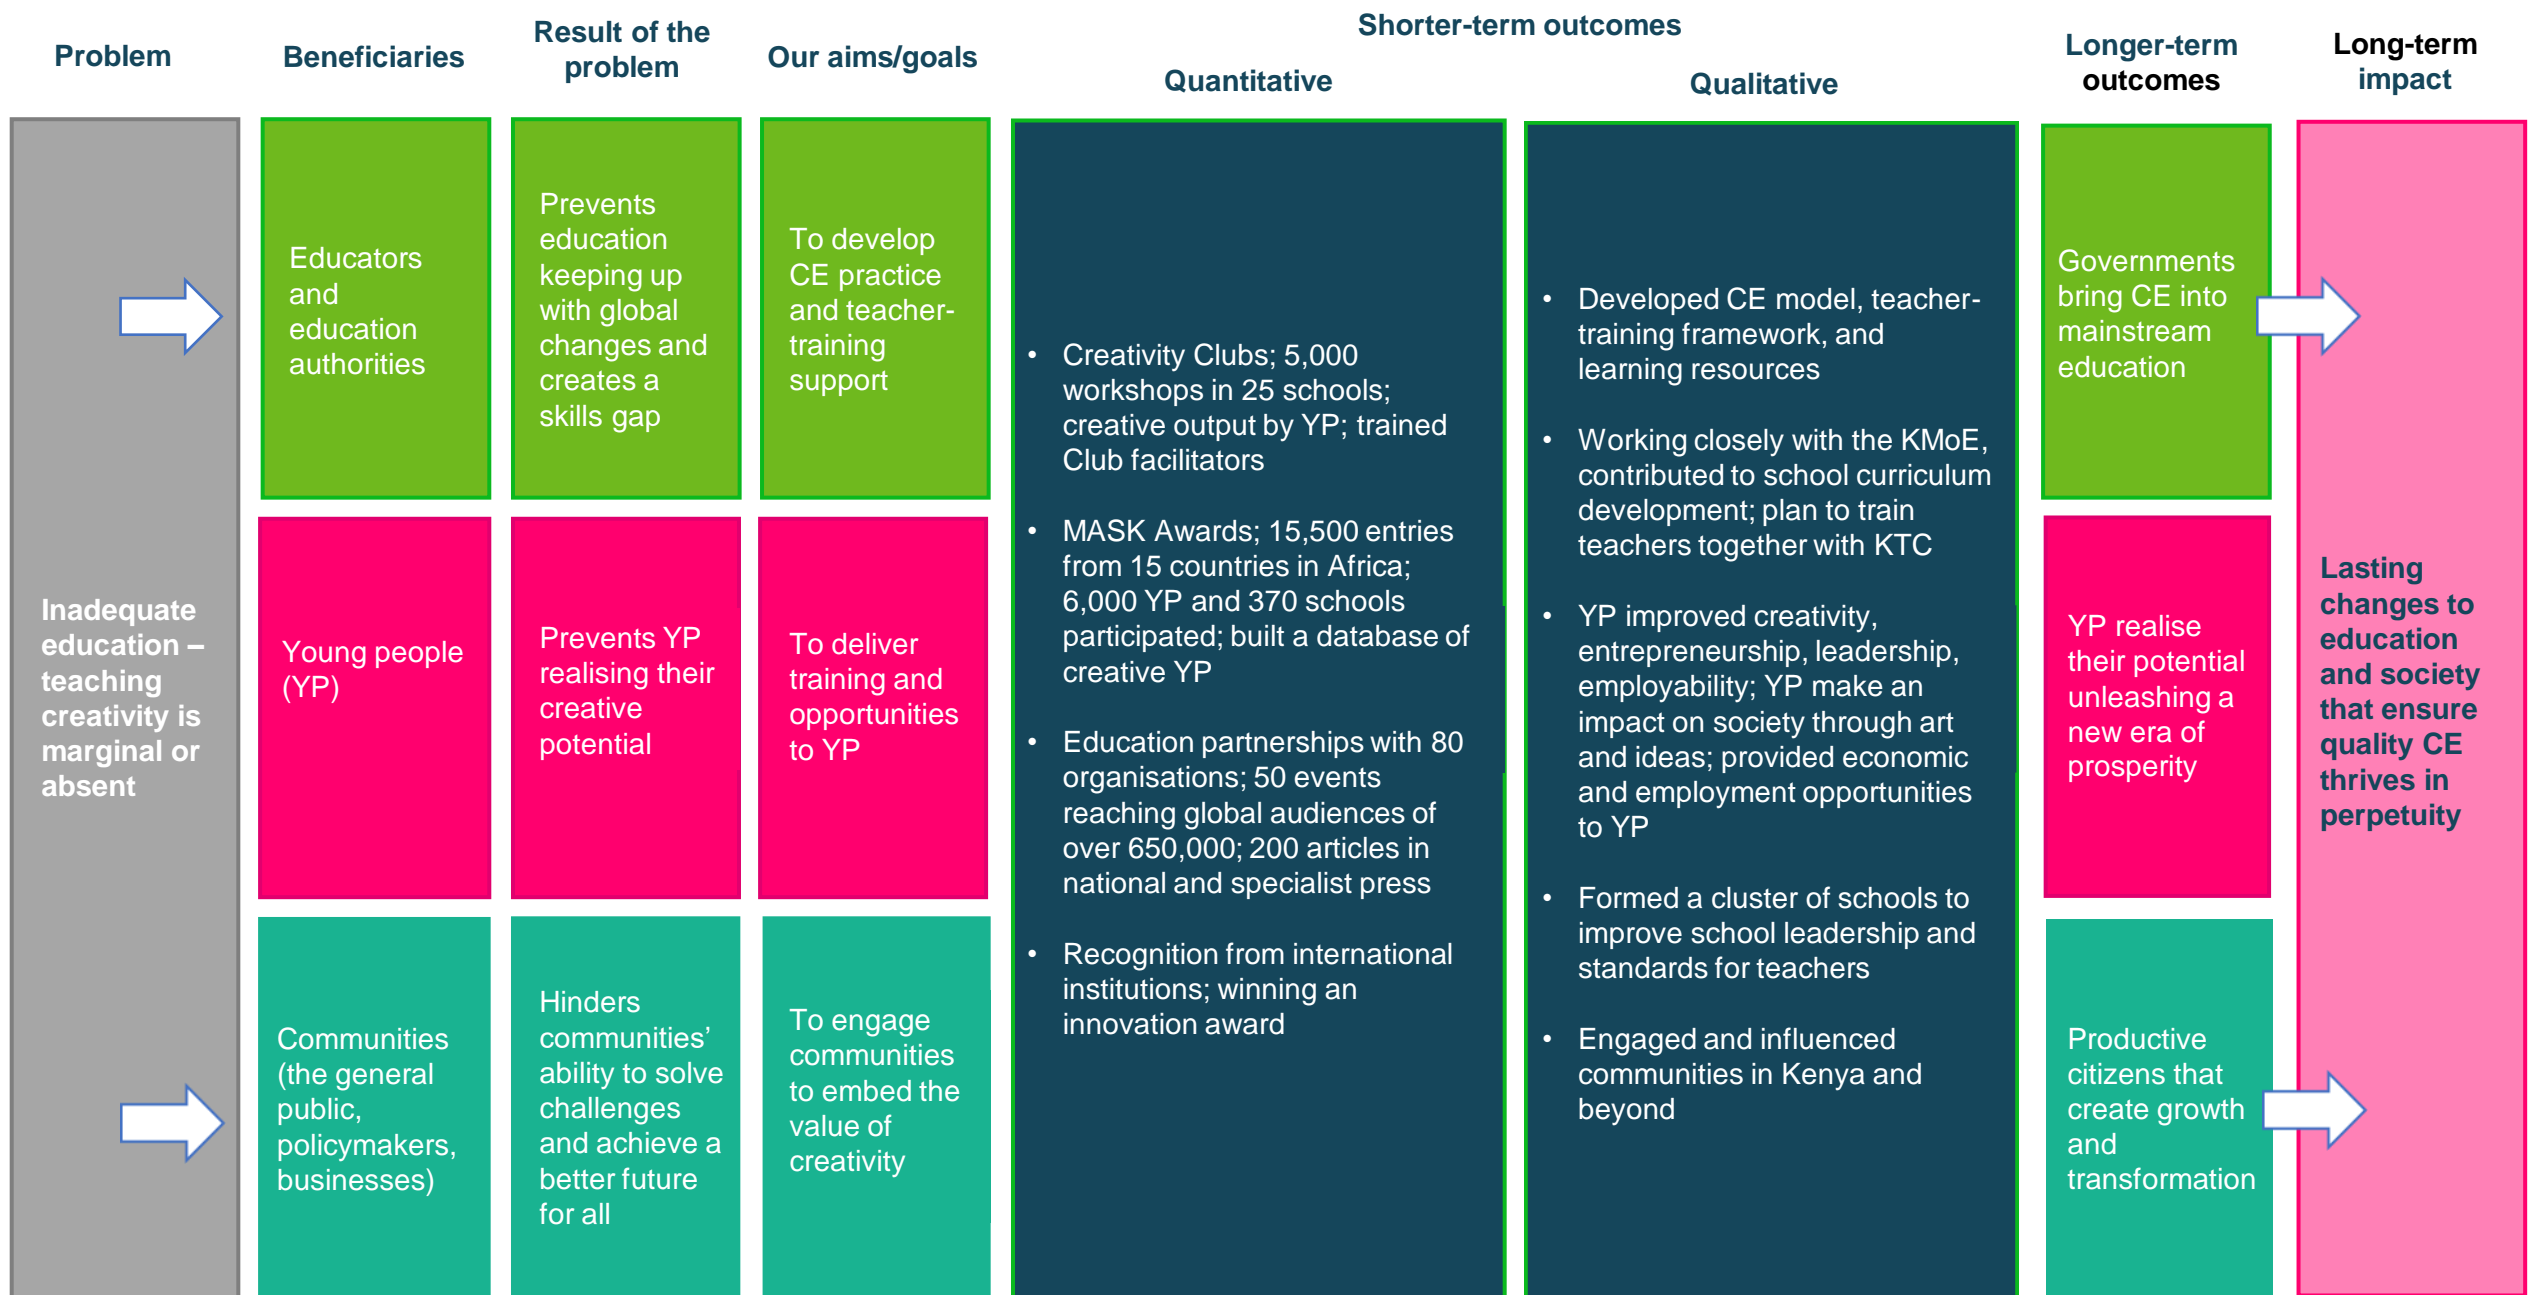 Problem
Beneficiaries
Result of the
problem
Our aims/goals
Shorter-term outcomes
Quantitative
Qualitative
Longer-term
outcomes
Long-term
impact
Inadequate
education –
teaching
creativity is
marginal or
absent
Educators
and
education
authorities
Prevents
education
keeping up
with global
changes and
creates a
skills gap
To develop
CE practice
and teacher-
training
support
Young people
(YP)
Prevents YP
realising their
creative
potential
To deliver
training and
opportunities
to YP
Communities
(the general
public,
policymakers,
businesses)
Hinders
communities’
ability to solve
challenges
and achieve a
better future
for all
To engage
communities
to embed the
value of
creativity
• Creativity Clubs; 5,000
workshops in 25 schools;
creative output by YP; trained
Club facilitators
• MASK Awards; 15,500 entries
from 15 countries in Africa;
6,000 YP and 370 schools
participated; built a database of
creative YP
• Education partnerships with 80
organisations; 50 events
reaching global audiences of
over 650,000; 200 articles in
national and specialist press
• Recognition from international
institutions; winning an
innovation award
• Developed CE model, teacher-
training framework, and
learning resources
• Working closely with the KMoE,
contributed to school curriculum
development; plan to train
teachers together with KTC
• YP improved creativity,
entrepreneurship, leadership,
employability; YP make an
impact on society through art
and ideas; provided economic
and employment opportunities
to YP
• Formed a cluster of schools to
improve school leadership and
standards for teachers
• Engaged and influenced
communities in Kenya and
beyond
Governments
bring CE into
mainstream
education
YP realise
their potential
unleashing a
new era of
prosperity
Productive
citizens that
create growth
and
transformation
Lasting
changes to
education
and society
that ensure
quality CE
thrives in
perpetuity